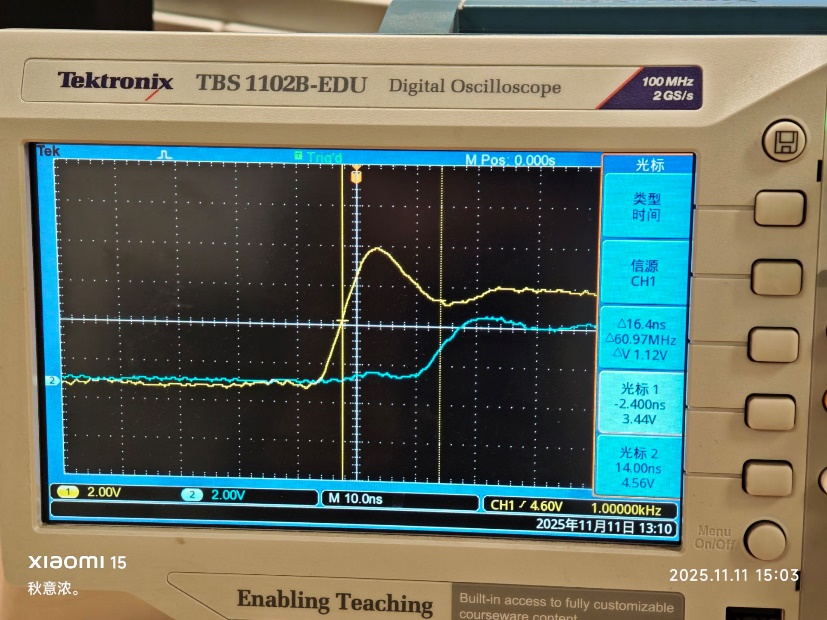 Tektronix TBS 1102B-EDU Digital Oscilloscope 100 MHz
2 GS/s
Tek Trig'd M Pos: 0.000s 光标
类型
时间
信源
CH1
△16.4ns
△60.97MHz
△V 1.12V
光标 1
-2.400ns
3.44V
光标 2
14.00ns
4.56V
2
1 2.00V 2 2.00V M 10.0ns CH1 4.60V 1.00000kHz
2025年11月11日 13:10
Menu
On/Off
xiaomi 15
秋意浓。
2025.11.11 15:03
Enabling Teaching
Built-in access to fully customizable
courseware content